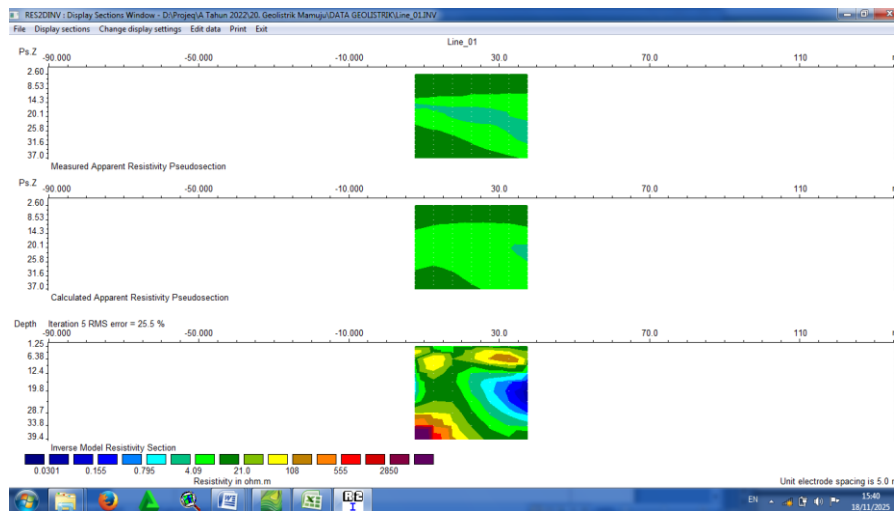 RES2DINV : Display Sections Window - D:\Projeq\A Tahun 2022\20. Geolistrik Mamuju\DATA GEOLISTRIK\Line_01.INV
File Display sections Change display settings Edit data Print Exit
Line_01
Ps.Z
-90.000 -50.000 -10.000 30.0 70.0 110
2.60
8.53
14.3
20.1
25.8
31.6
37.0
Measured Apparent Resistivity Pseudosection
Ps.Z
-90.000 -50.000 -10.000 30.0 70.0 110
2.60
8.53
14.3
20.1
25.8
31.6
37.0
Calculated Apparent Resistivity Pseudosection
Depth Iteration 5 RMS error = 25.5 %
-90.000 -50.000 -10.000 30.0 70.0 110
1.25
6.38
12.4
19.8
28.7
33.8
39.4
Inverse Model Resistivity Section
0.0301 0.155 0.795 4.09 21.0 108 555 2850
Resistivity in ohm.m
Unit electrode spacing is 5.0
EN 15:40
18/11/2025